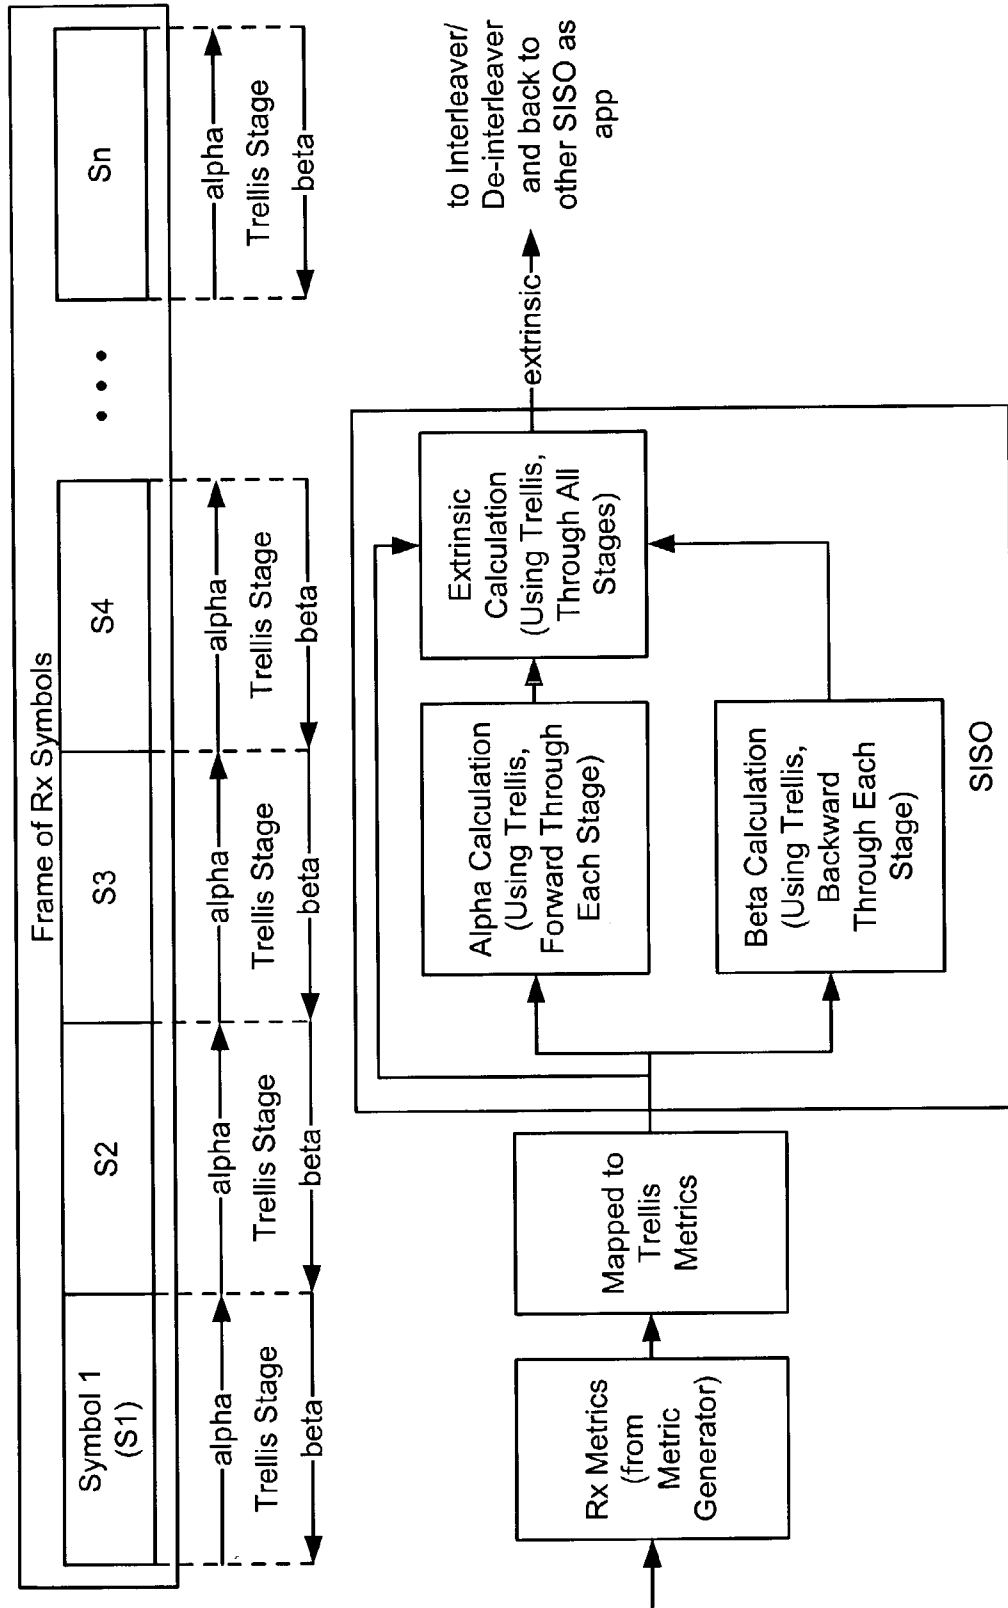 Frame of Rx Symbols
Symbol 1
(S1)
S2
S3
S4
Sn
alpha
Trellis Stage
beta
alpha
Trellis Stage
beta
alpha
Trellis Stage
beta
alpha
Trellis Stage
beta
alpha
Trellis Stage
beta
Rx Metrics
(from
Metric
Generator)
Mapped to
Trellis
Metrics
Alpha Calculation
(Using Trellis,
Forward Through
Each Stage)
Beta Calculation
(Using Trellis,
Backward
Through Each
Stage)
Extrinsic
Calculation
(Using Trellis,
Through All
Stages)
SISO
extrinsic
to Interleaver/
De-interleaver
and back to
other SISO as
app